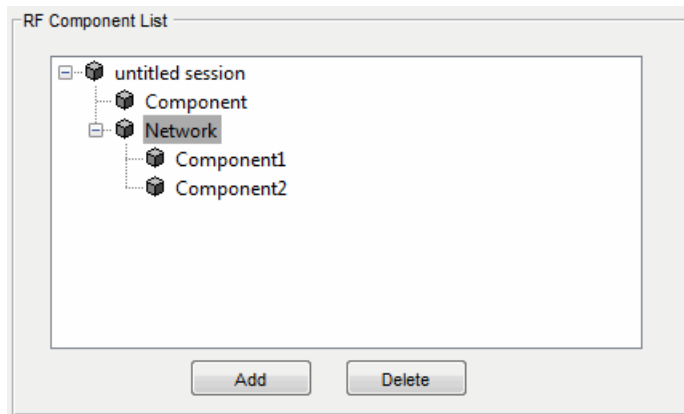 RF Component List
untitled session
Component
Network
Component1
Component2
Add Delete